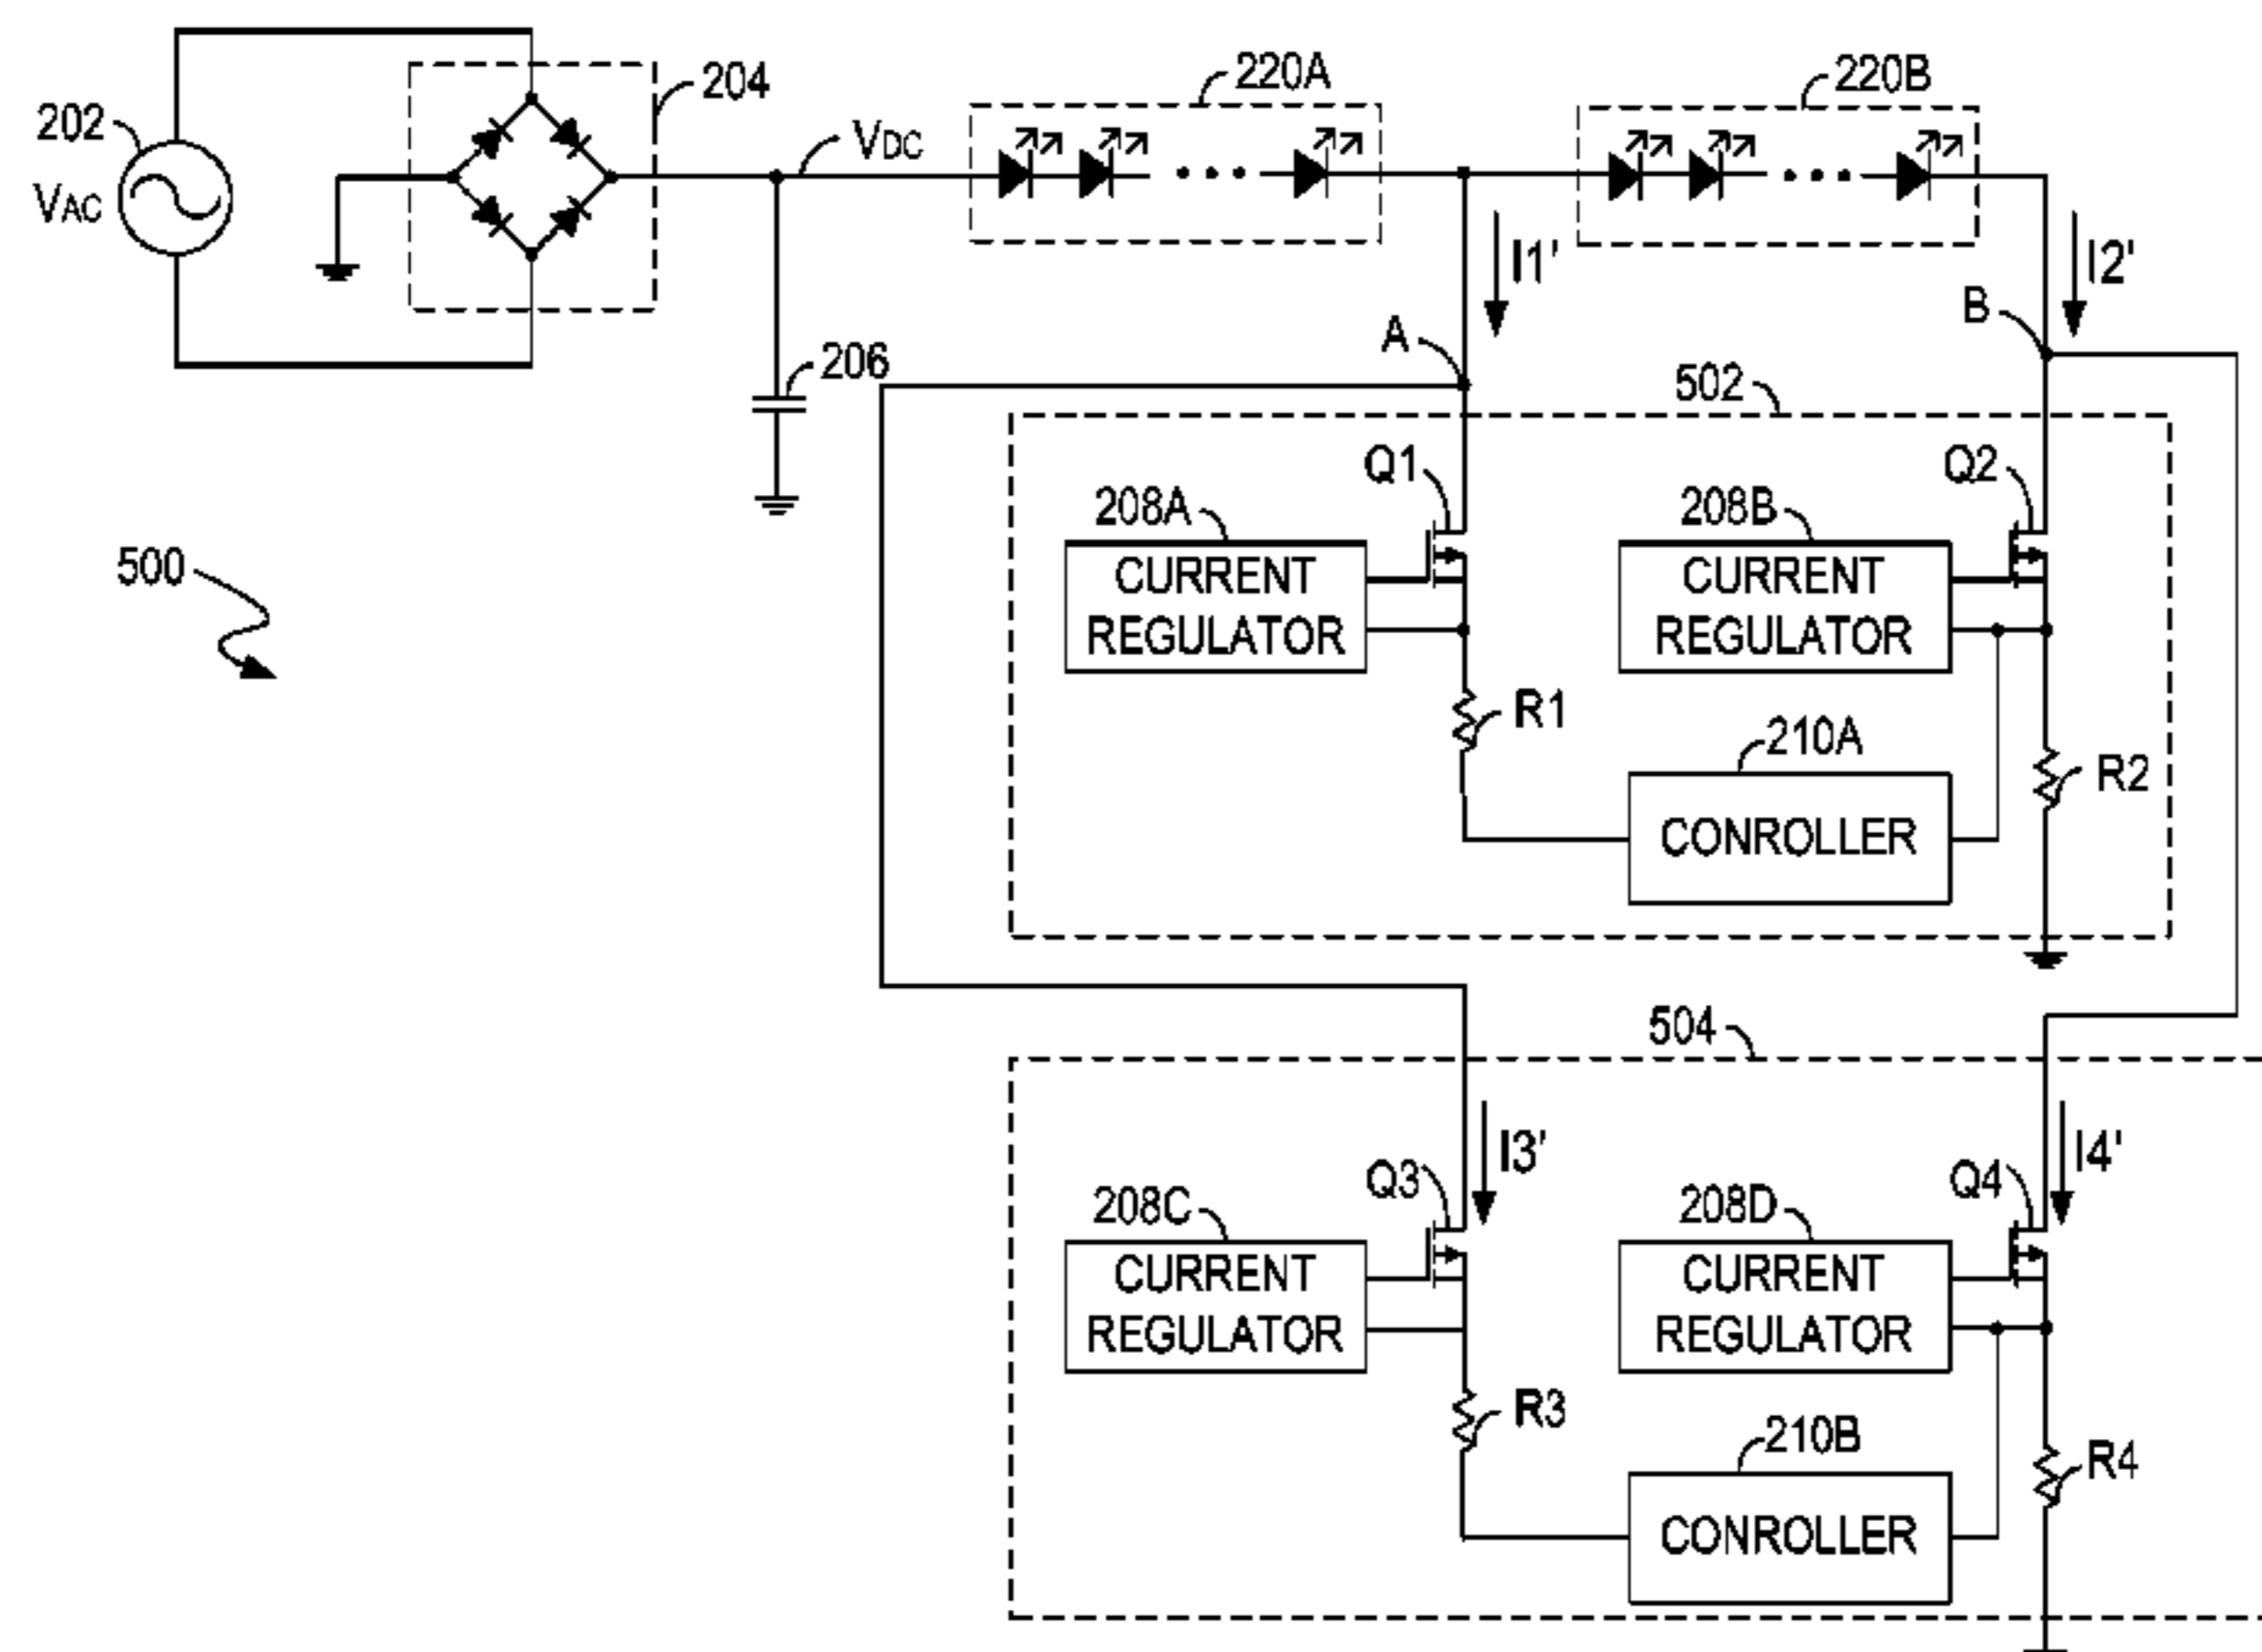 202
VAC
204
VDC
220A
220B
I1'
I2'
A
B
206
502
500
Q1
Q2
208A
208B
CURRENT
REGULATOR
CURRENT
REGULATOR
R1
210A
R2
CONROLLER
504
I3'
I4'
Q3
Q4
208C
208D
CURRENT
REGULATOR
CURRENT
REGULATOR
R3
210B
R4
CONROLLER